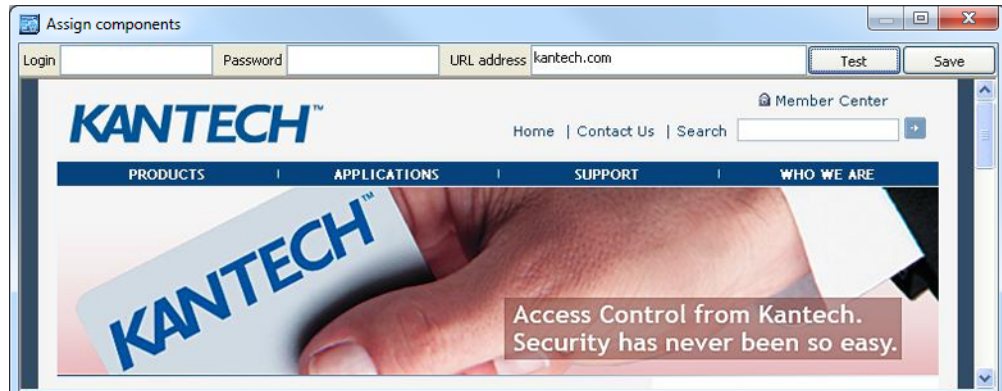 Assign components
Login Password URL address kantech.com Test Save
KANTECH™
Member Center
Home | Contact Us | Search
PRODUCTS | APPLICATIONS | SUPPORT | WHO WE ARE
KANTECH™
Access Control from Kantech.
Security has never been so easy.